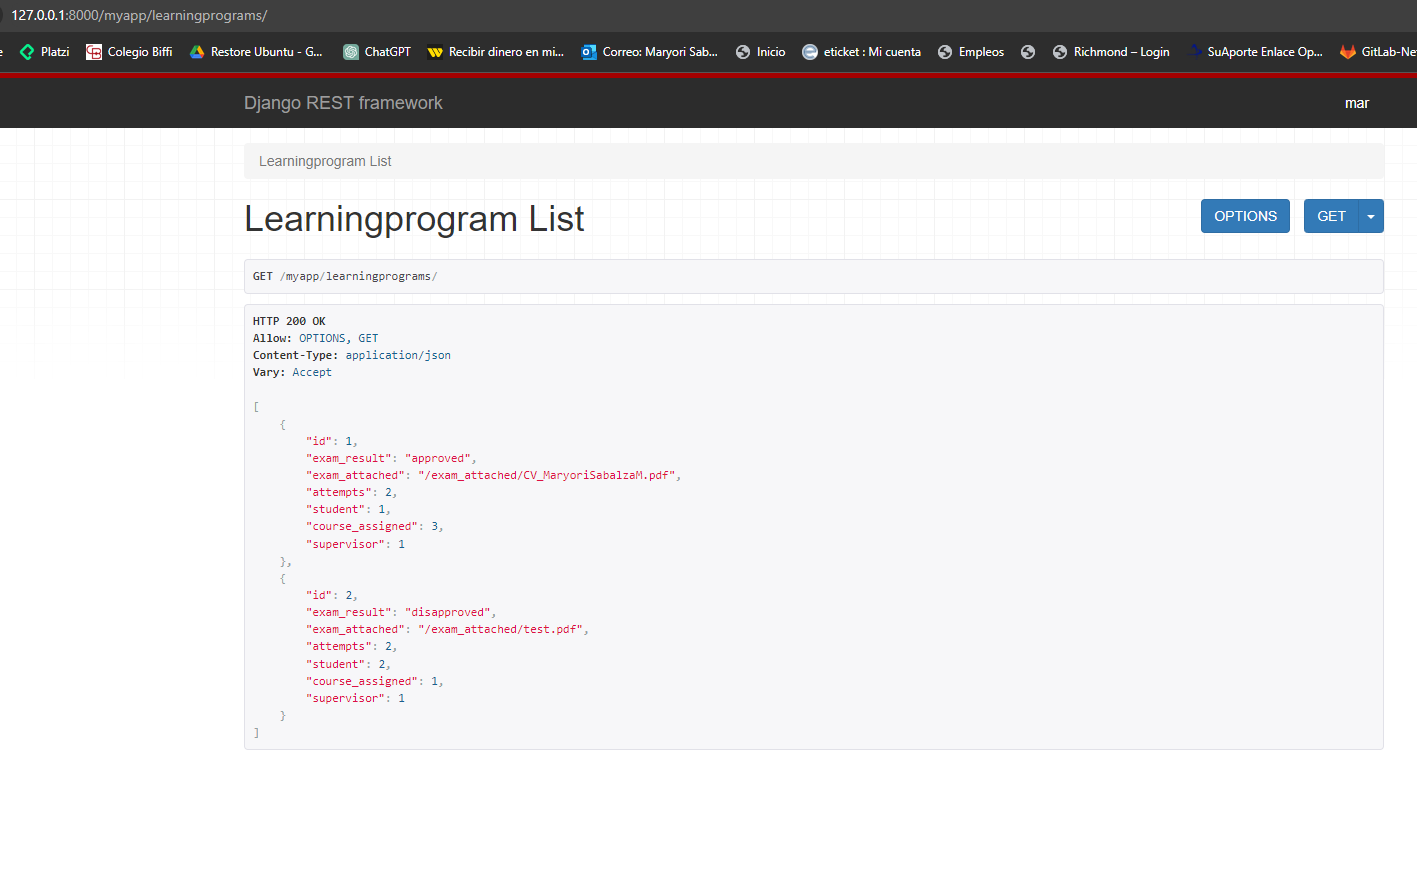 127.0.0.1:8000/myapp/learningprograms/
e Platzi Colegio Biffi Restore Ubuntu - G... ChatGPT Recibir dinero en mi... Correo: Maryori Sab... Inicio eticket : Mi cuenta Empleos Richmond – Login SuAporte Enlace Op... GitLab-Ne
Django REST framework mar
Learningprogram List
Learningprogram List OPTIONS GET
GET /myapp/learningprograms/
HTTP 200 OK
Allow: OPTIONS, GET
Content-Type: application/json
Vary: Accept
[
    {
        "id": 1,
        "exam_result": "approved",
        "exam_attached": "/exam_attached/CV_MaryoriSabalzaM.pdf",
        "attempts": 2,
        "student": 1,
        "course_assigned": 3,
        "supervisor": 1
    },
    {
        "id": 2,
        "exam_result": "disapproved",
        "exam_attached": "/exam_attached/test.pdf",
        "attempts": 2,
        "student": 2,
        "course_assigned": 1,
        "supervisor": 1
    }
]